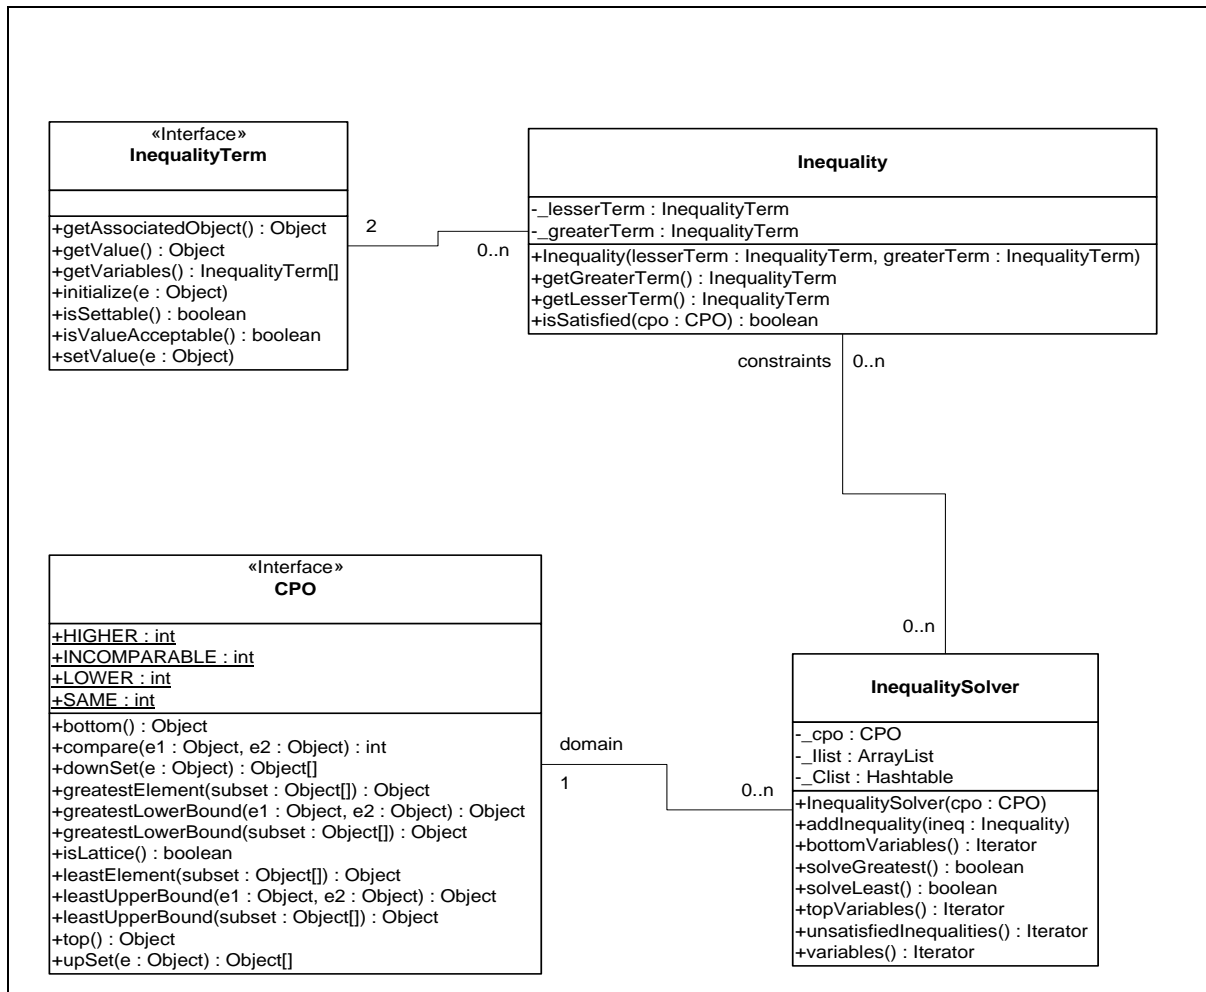 «Interface»
InequalityTerm
+getAssociatedObject() : Object
+getValue() : Object
+getVariables() : InequalityTerm[]
+initialize(e : Object)
+isSettable() : boolean
+isValueAcceptable() : boolean
+setValue(e : Object)
2
0..n
Inequality
-_lesserTerm : InequalityTerm
-_greaterTerm : InequalityTerm
+Inequality(lesserTerm : InequalityTerm, greaterTerm : InequalityTerm)
+getGreaterTerm() : InequalityTerm
+getLesserTerm() : InequalityTerm
+isSatisfied(cpo : CPO) : boolean
constraints
0..n
0..n
«Interface»
CPO
+HIGHER : int
+INCOMPARABLE : int
+LOWER : int
+SAME : int
+bottom() : Object
+compare(e1 : Object, e2 : Object) : int
+downSet(e : Object) : Object[]
+greatestElement(subset : Object[]) : Object
+greatestLowerBound(e1 : Object, e2 : Object) : Object
+greatestLowerBound(subset : Object[]) : Object
+isLattice() : boolean
+leastElement(subset : Object[]) : Object
+leastUpperBound(e1 : Object, e2 : Object) : Object
+leastUpperBound(subset : Object[]) : Object
+top() : Object
+upSet(e : Object) : Object[]
domain
1
0..n
InequalitySolver
-_cpo : CPO
-_Ilist : ArrayList
-_Clist : Hashtable
+InequalitySolver(cpo : CPO)
+addInequality(ineq : Inequality)
+bottomVariables() : Iterator
+solveGreatest() : boolean
+solveLeast() : boolean
+topVariables() : Iterator
+unsatisfiedInequalities() : Iterator
+variables() : Iterator